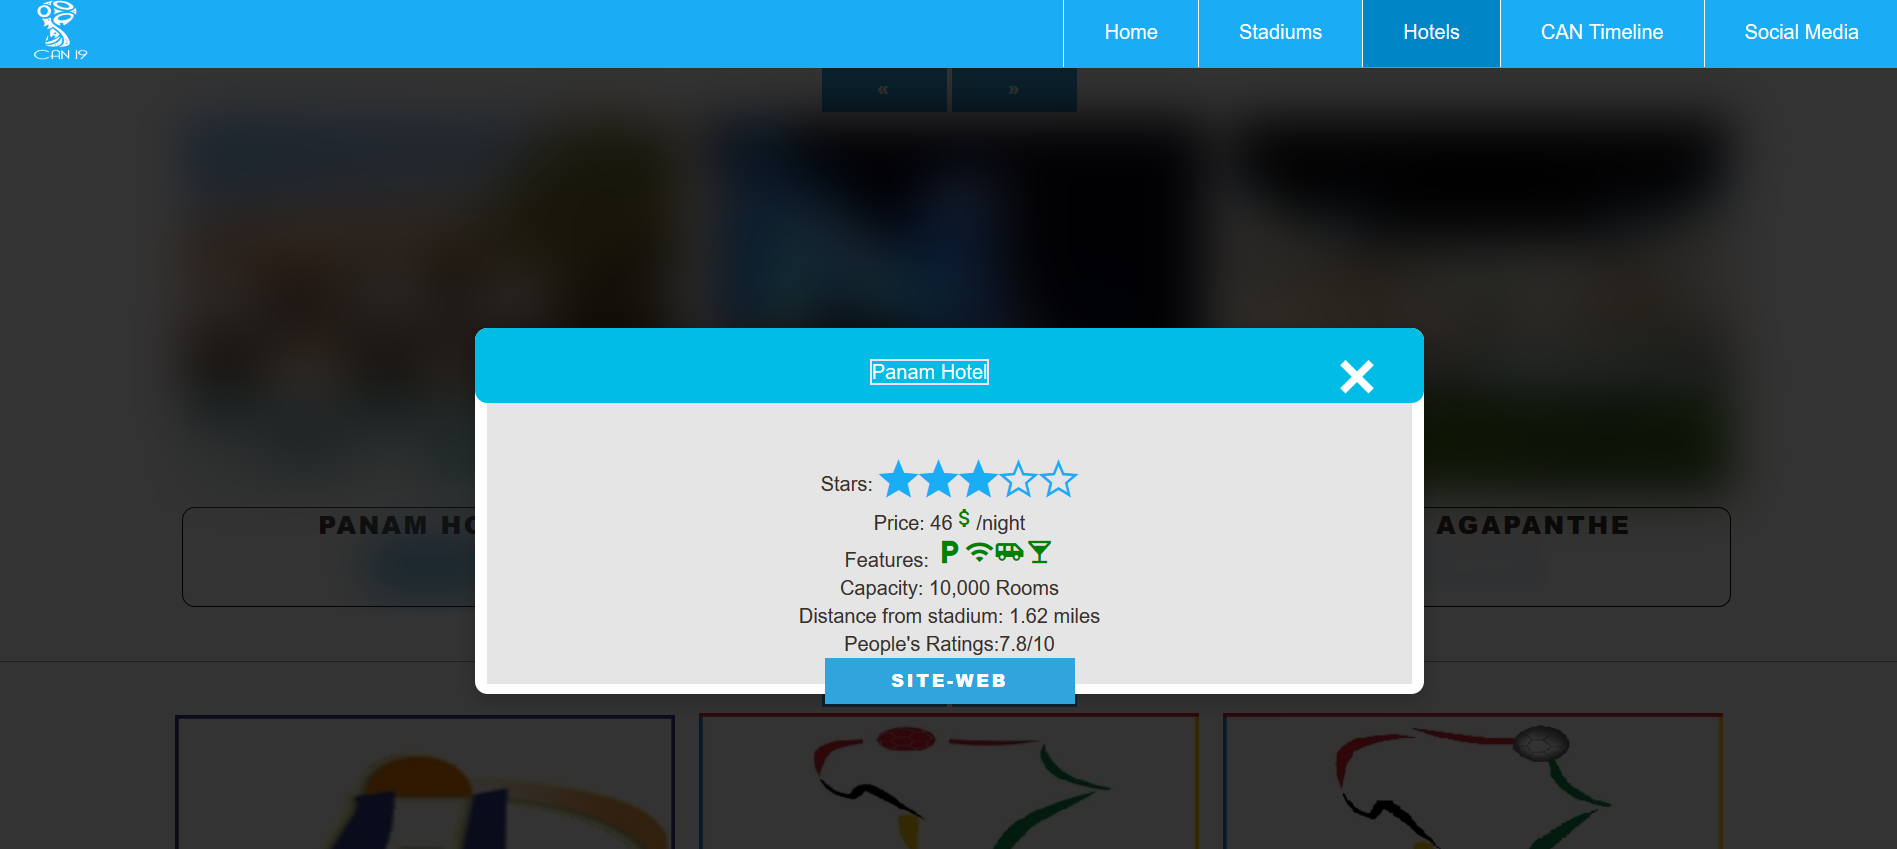 CAN 19
Home
Stadiums
Hotels
CAN Timeline
Social Media
« »
Panam Hotel
Stars:
Price: 46 $ /night
Features: P
Capacity: 10,000 Rooms
Distance from stadium: 1.62 miles
People's Ratings:7.8/10
SITE-WEB
PANAM HO
AGAPANTHE